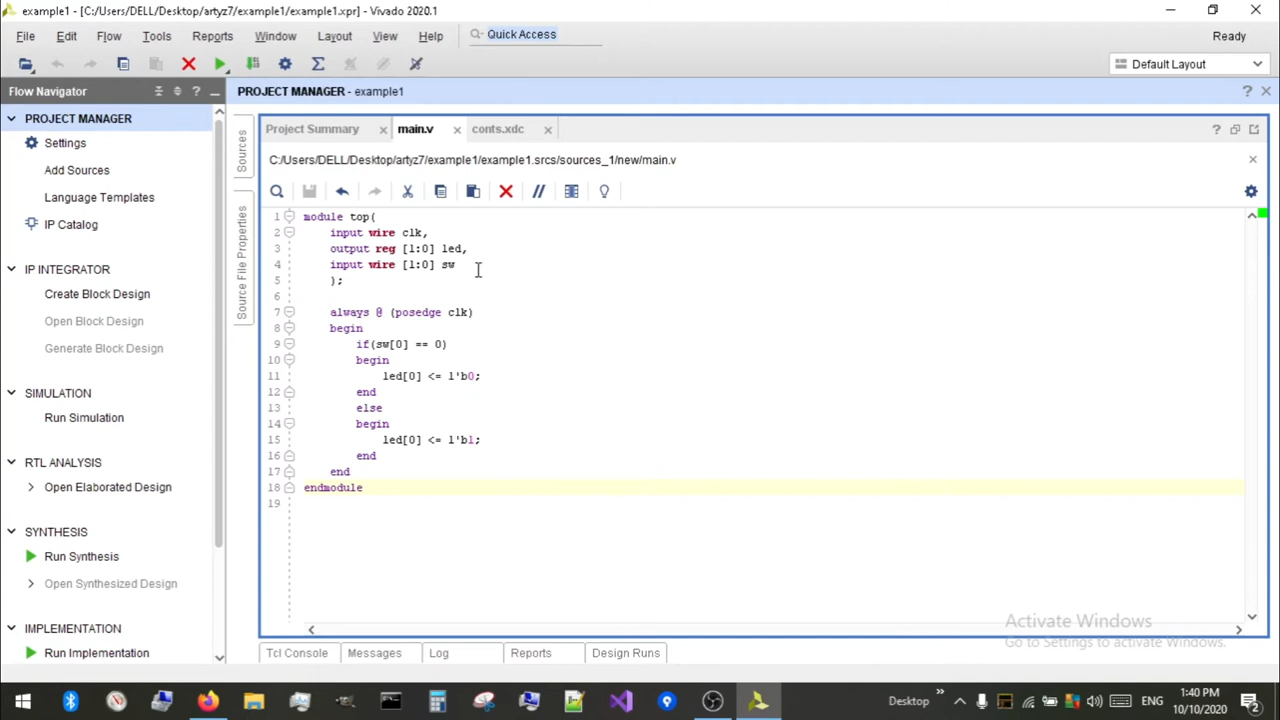 example1 - [C:/Users/DELL/Desktop/artyz7/example1/example1.xpr] - Vivado 2020.1
File Edit Flow Tools Reports Window Layout View Help Quick Access Ready
Default Layout
Flow Navigator
PROJECT MANAGER - example1
PROJECT MANAGER
Settings
Add Sources
Language Templates
IP Catalog
IP INTEGRATOR
Create Block Design
Open Block Design
Generate Block Design
SIMULATION
Run Simulation
RTL ANALYSIS
Open Elaborated Design
SYNTHESIS
Run Synthesis
Open Synthesized Design
IMPLEMENTATION
Run Implementation
Sources
Source File Properties
Project Summary main.v conts.xdc
C:/Users/DELL/Desktop/artyz7/example1/example1.srcs/sources_1/new/main.v
1 module top(
2 input wire clk,
3 output reg [1:0] led,
4 input wire [1:0] sw
5 );
6
7 always @ (posedge clk)
8 begin
9 if(sw[0] == 0)
10 begin
11 led[0] <= 1'b0;
12 end
13 else
14 begin
15 led[0] <= 1'b1;
16 end
17 end
18 endmodule
19
Activate Windows
Go to Settings to activate Windows.
Tcl Console Messages Log Reports Design Runs
Desktop ENG 1:40 PM
10/10/2020 2